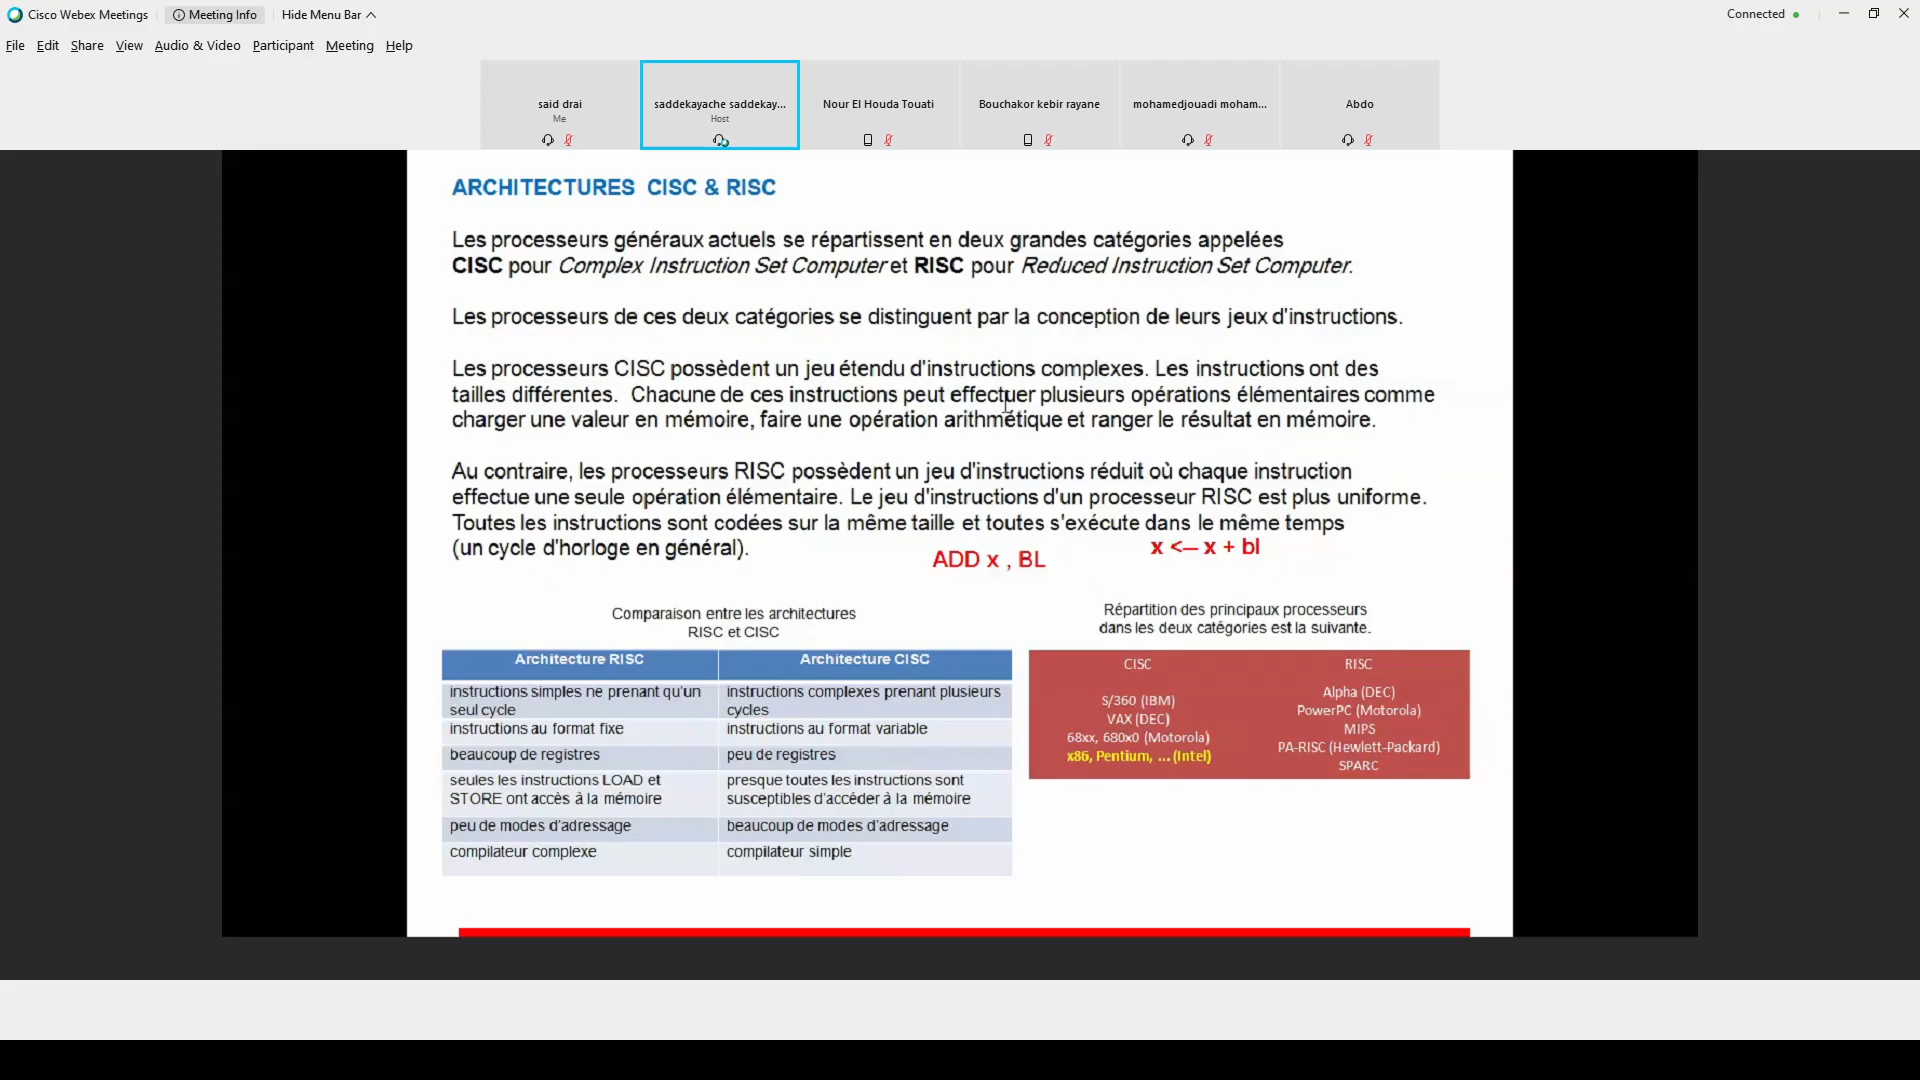 Cisco Webex Meetings
Meeting Info
Hide Menu Bar
Connected
File Edit Share View Audio & Video Participant Meeting Help
said drai
Me
saddekayache saddekay...
Host
Nour El Houda Touati
Bouchakor kebir rayane
mohamedjouadi moham...
Abdo
ARCHITECTURES CISC & RISC
Les processeurs généraux actuels se répartissent en deux grandes catégories appelées
CISC pour Complex Instruction Set Computer et RISC pour Reduced Instruction Set Computer.
Les processeurs de ces deux catégories se distinguent par la conception de leurs jeux d'instructions.
Les processeurs CISC possèdent un jeu étendu d'instructions complexes. Les instructions ont des
tailles différentes. Chacune de ces instructions peut effectuer plusieurs opérations élémentaires comme
charger une valeur en mémoire, faire une opération arithmétique et ranger le résultat en mémoire.
Au contraire, les processeurs RISC possèdent un jeu d'instructions réduit où chaque instruction
effectue une seule opération élémentaire. Le jeu d'instructions d'un processeur RISC est plus uniforme.
Toutes les instructions sont codées sur la même taille et toutes s'exécute dans le même temps
(un cycle d'horloge en général).
ADD x , BL
x <-- x + bl
Comparaison entre les architectures
RISC et CISC
Architecture RISC
Architecture CISC
instructions simples ne prenant qu'un
seul cycle
instructions complexes prenant plusieurs
cycles
instructions au format fixe
instructions au format variable
beaucoup de registres
peu de registres
seules les instructions LOAD et
STORE ont accès à la mémoire
presque toutes les instructions sont
susceptibles d'accéder à la mémoire
peu de modes d'adressage
beaucoup de modes d'adressage
compilateur complexe
compilateur simple
Répartition des principaux processeurs
dans les deux catégories est la suivante.
CISC
S/360 (IBM)
VAX (DEC)
68xx, 680x0 (Motorola)
x86, Pentium, ... (Intel)
RISC
Alpha (DEC)
PowerPC (Motorola)
MIPS
PA-RISC (Hewlett-Packard)
SPARC